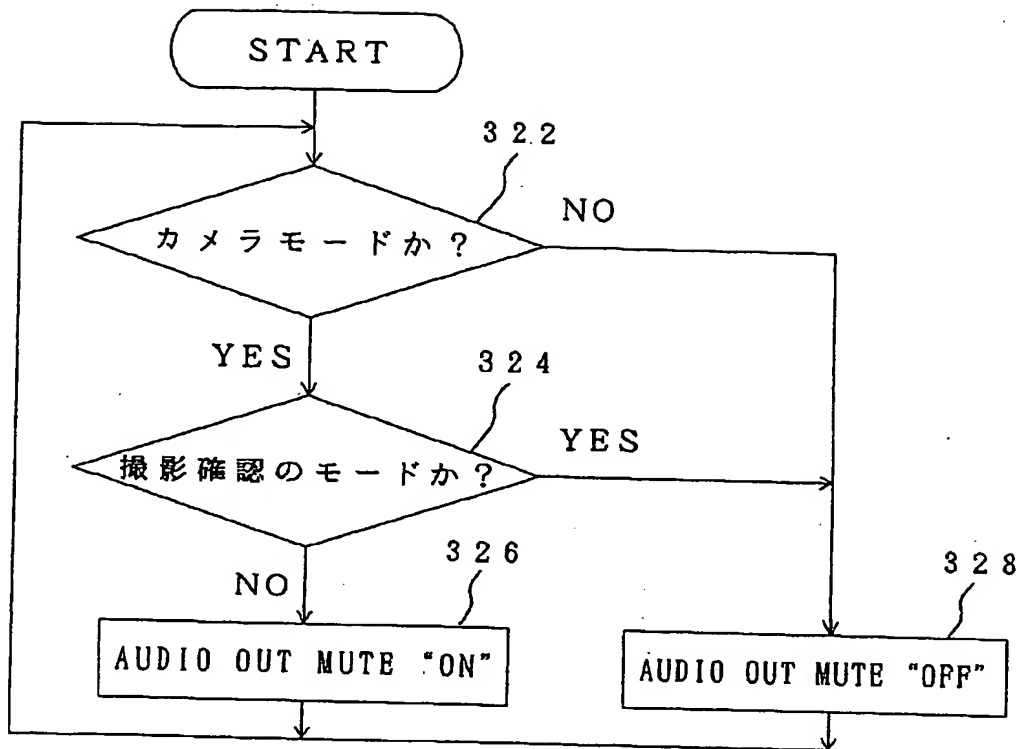 START
322
カメラモードか?
NO
YES
324
撮影確認のモードか?
YES
NO
326
AUDIO OUT MUTE "ON"
328
AUDIO OUT MUTE "OFF"